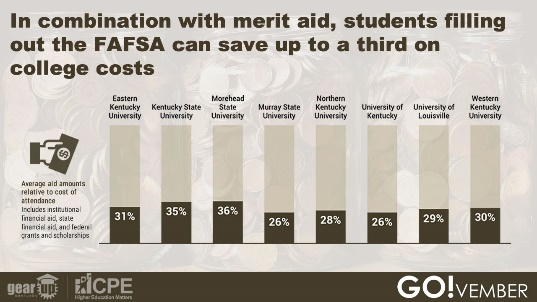 In combination with merit aid, students filling
out the FAFSA can save up to a third on
college costs
Eastern
Kentucky
University
Kentucky State
University
Morehead
State
University
Murray State
University
Northern
Kentucky
University
University of
Kentucky
University of
Louisville
Western
Kentucky
University
Average aid amounts
relative to cost of
attendance
Includes institutional
financial aid, state
financial aid, and federal
grants and scholarships
31%
35%
36%
26%
28%
26%
29%
30%
gear up
KENTUCKY
CPE
Higher Education Matters
GO!VEMBER